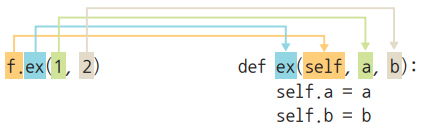 f.ex(1, 2) def ex(self, a, b):
self.a = a
self.b = b